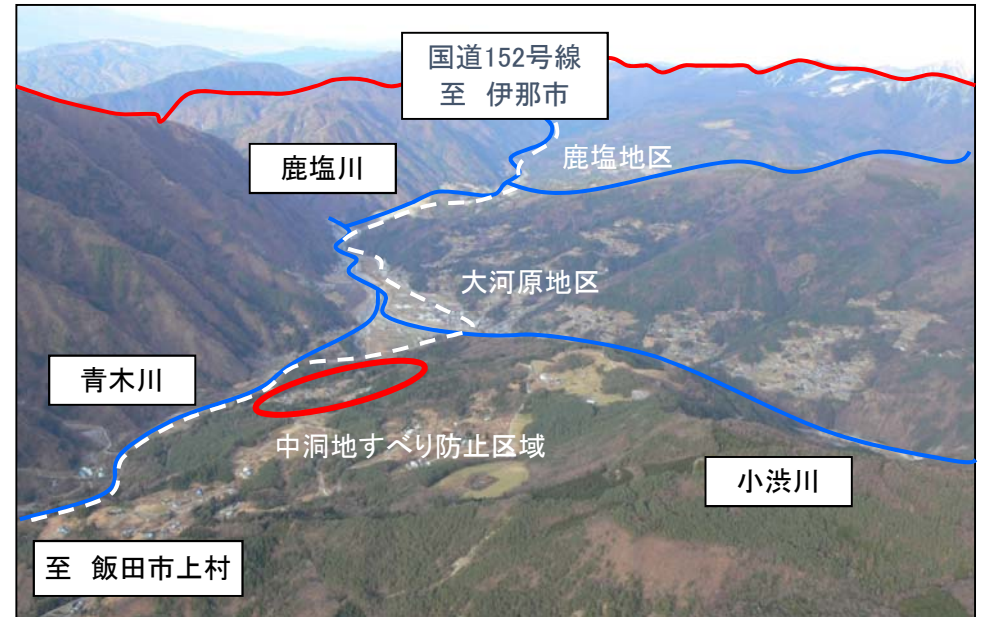 国道152号線
至　伊那市
鹿塩川
鹿塩地区
大河原地区
青木川
中洞地すべり防止区域
小渋川
至　飯田市上村